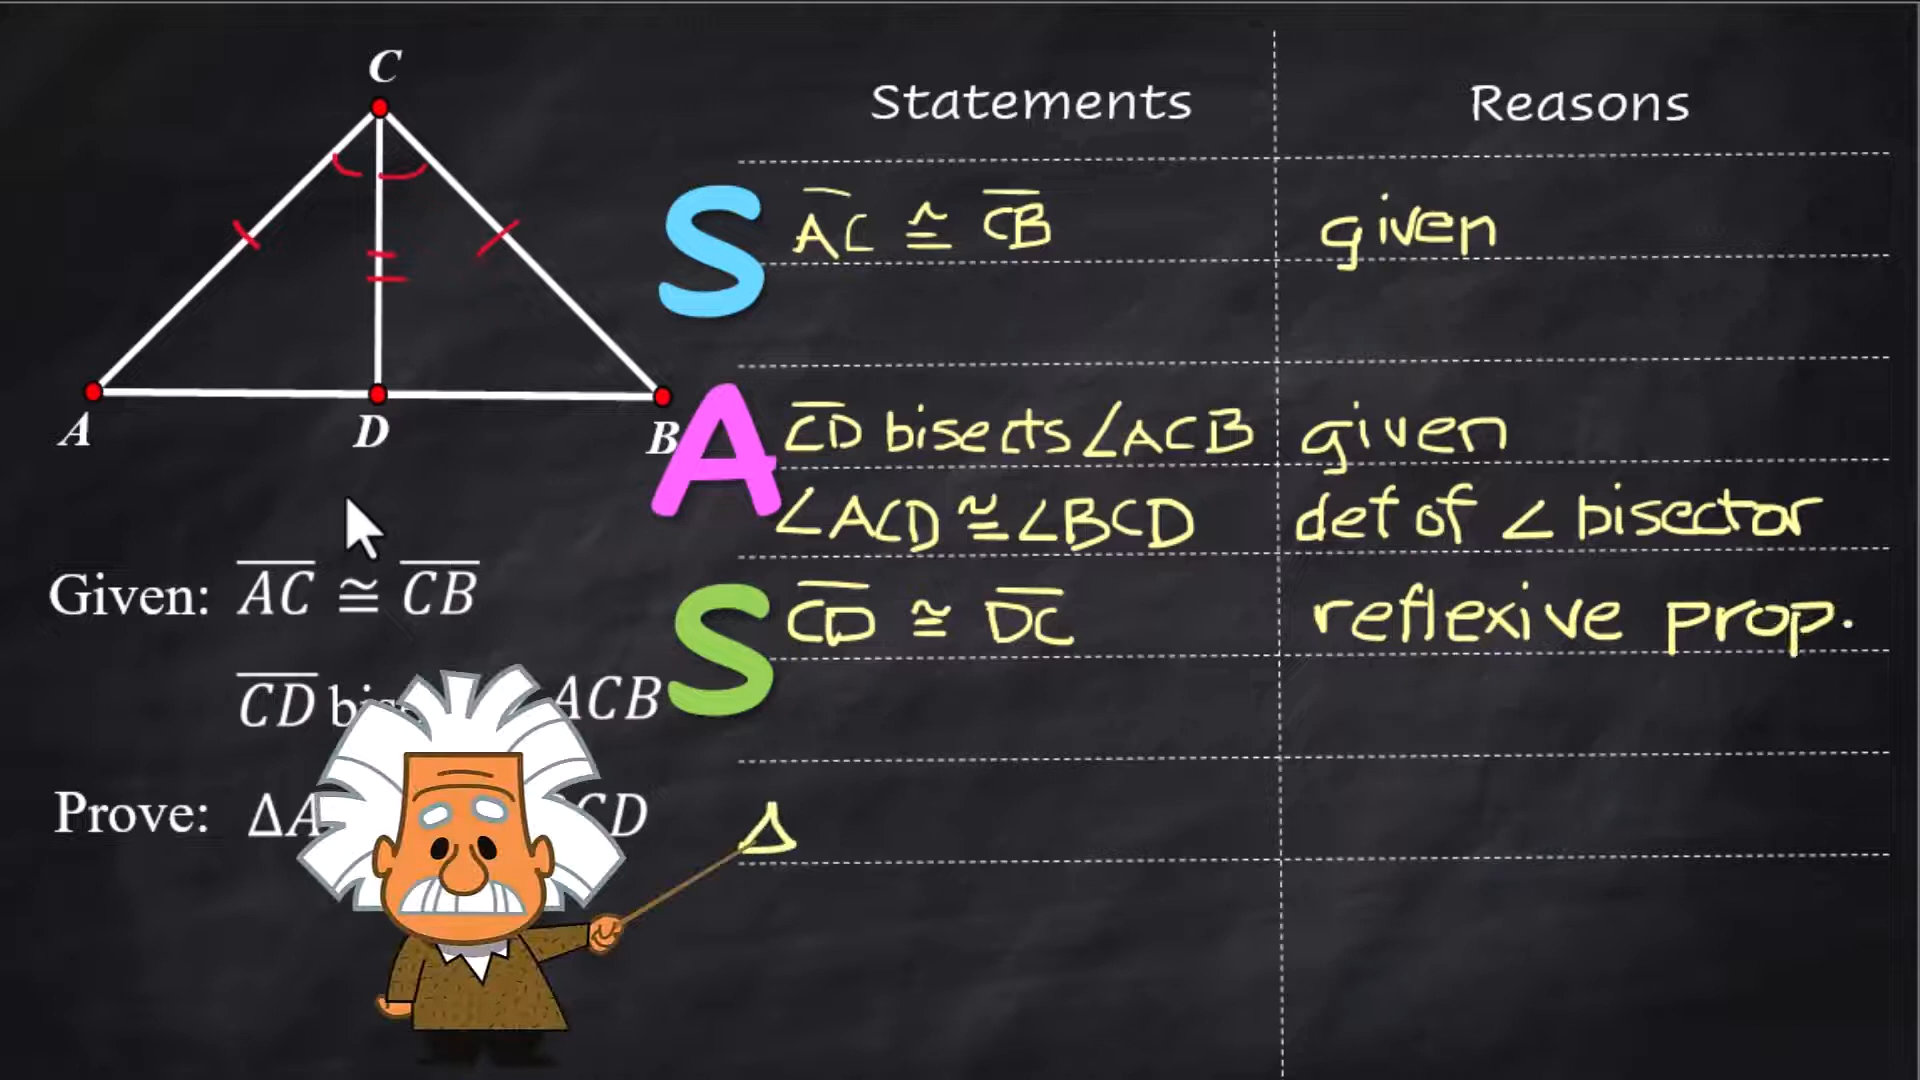 C
A
D
B
Given: AC ≅ CB
CD ACB
Prove: ΔA CD
Statements Reasons
S AC ≅ CB given
A CD bisects ∠ACB given
∠ACD ≅ ∠BCD def of ∠ bisector
S CD ≅ DC reflexive prop.
Δ